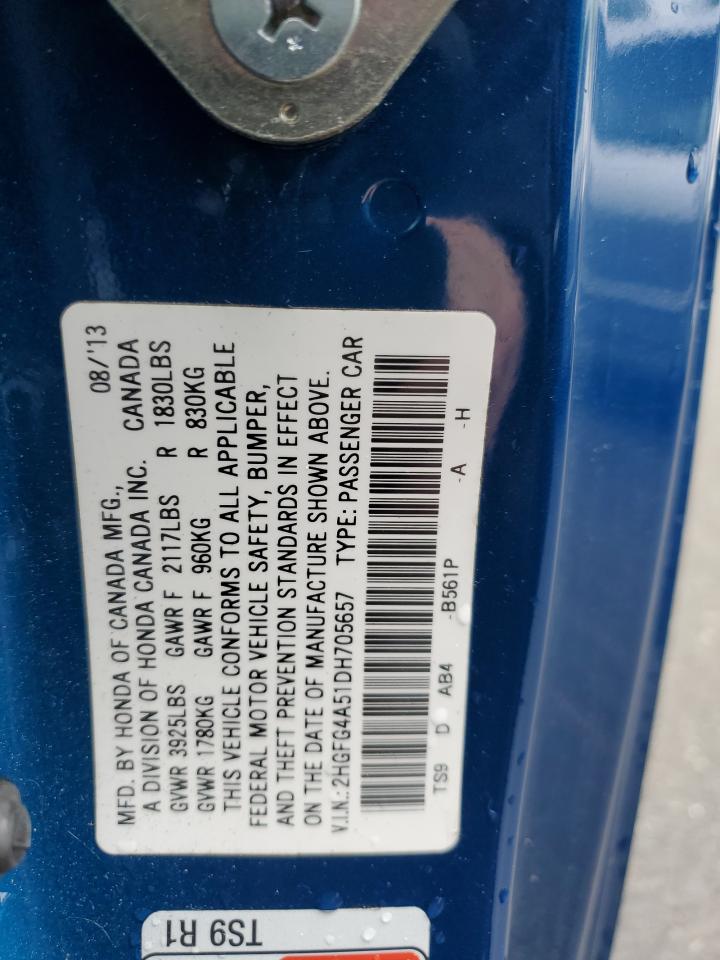 MFD. BY HONDA OF CANADA MFG., 08/'13
A DIVISION OF HONDA CANADA INC. CANADA
GVWR 3925LBS GAWR F 2117LBS R 1830LBS
GVWR 1780KG GAWR F 960KG R 830KG
THIS VEHICLE CONFORMS TO ALL APPLICABLE
FEDERAL MOTOR VEHICLE SAFETY, BUMPER,
AND THEFT PREVENTION STANDARDS IN EFFECT
ON THE DATE OF MANUFACTURE SHOWN ABOVE.
V.I.N.: 2HGFG4A51DH705657 TYPE: PASSENGER CAR
TS9 D AB4 -B561P -A -H
TS9 R1